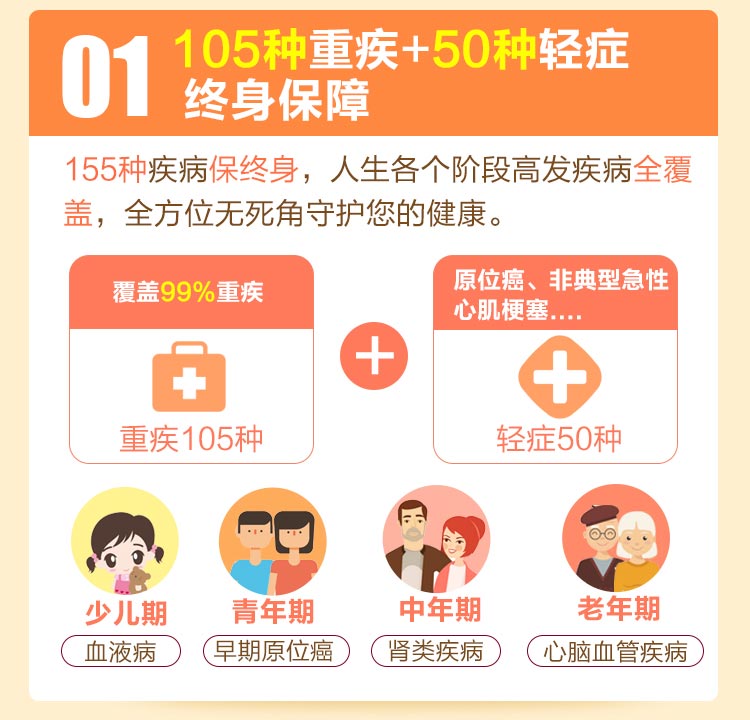 01
105种重疾+50种轻症
终身保障
155种疾病保终身，人生各个阶段高发疾病全覆
盖，全方位无死角守护您的健康。
覆盖99%重疾
重疾105种
原位癌、非典型急性
心肌梗塞....
轻症50种
少儿期
青年期
中年期
老年期
血液病
早期原位癌
肾类疾病
心脑血管疾病